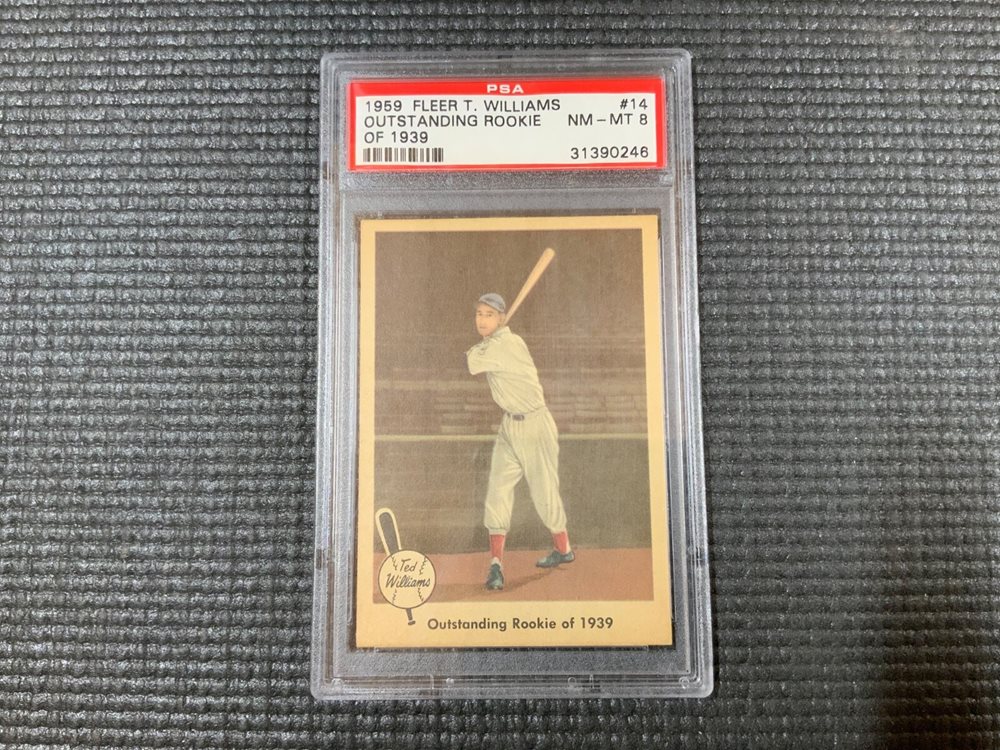 PSA
1959 FLEER T. WILLIAMS #14
OUTSTANDING ROOKIE NM-MT 8
OF 1939
31390246
Ted
Williams
Outstanding Rookie of 1939